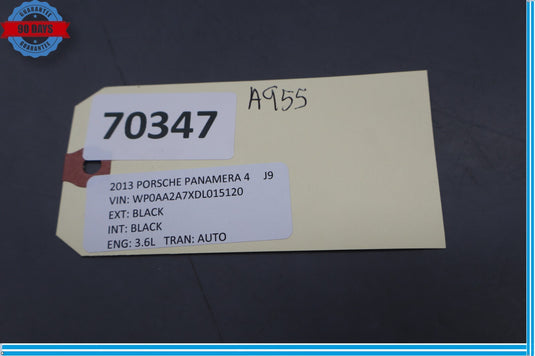 GUARANTEE
90 DAYS
GUARANTEE
A955
70347
2013 PORSCHE PANAMERA 4 J9
VIN: WP0AA2A7XDL015120
EXT: BLACK
INT: BLACK
ENG: 3.6L TRAN: AUTO